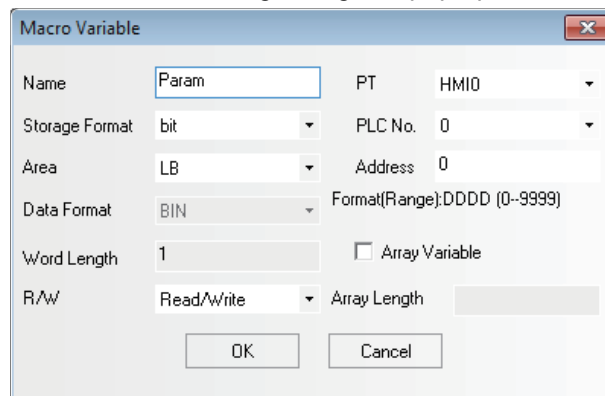 Macro Variable
Name Param PT HMI0
Storage Format bit PLC No. 0
Area LB Address 0
Data Format BIN Format(Range):DDDD (0--9999)
Word Length 1 Array Variable
R/W Read/Write Array Length
OK Cancel